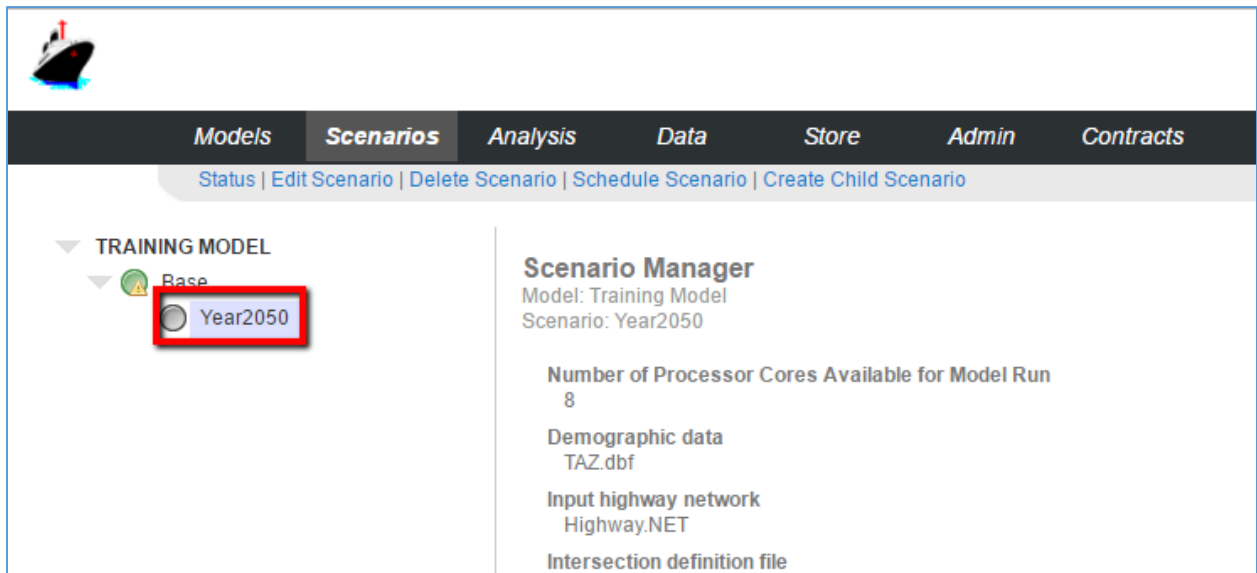 Models Scenarios Analysis Data Store Admin Contracts
Status | Edit Scenario | Delete Scenario | Schedule Scenario | Create Child Scenario
TRAINING MODEL
Base
Year2050
Scenario Manager
Model: Training Model
Scenario: Year2050
Number of Processor Cores Available for Model Run
8
Demographic data
TAZ.dbf
Input highway network
Highway.NET
Intersection definition file